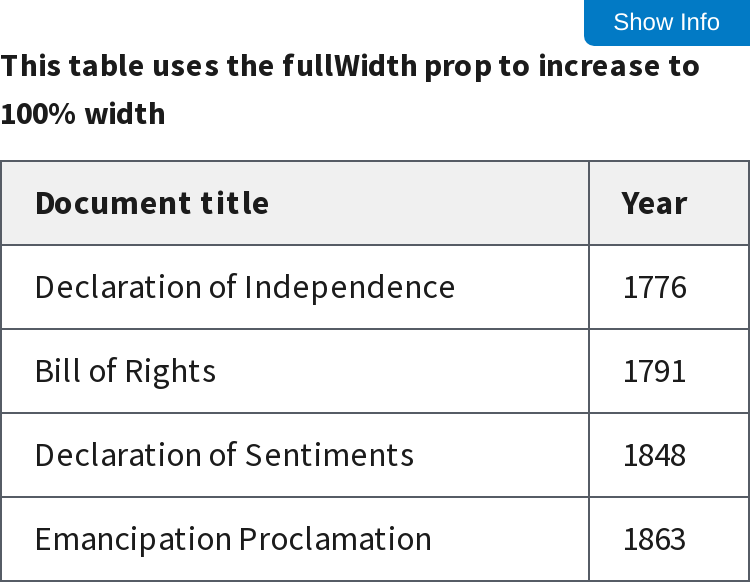 Show Info
This table uses the fullWidth prop to increase to
100% width
Document title Year
Declaration of Independence 1776
Bill of Rights 1791
Declaration of Sentiments 1848
Emancipation Proclamation 1863